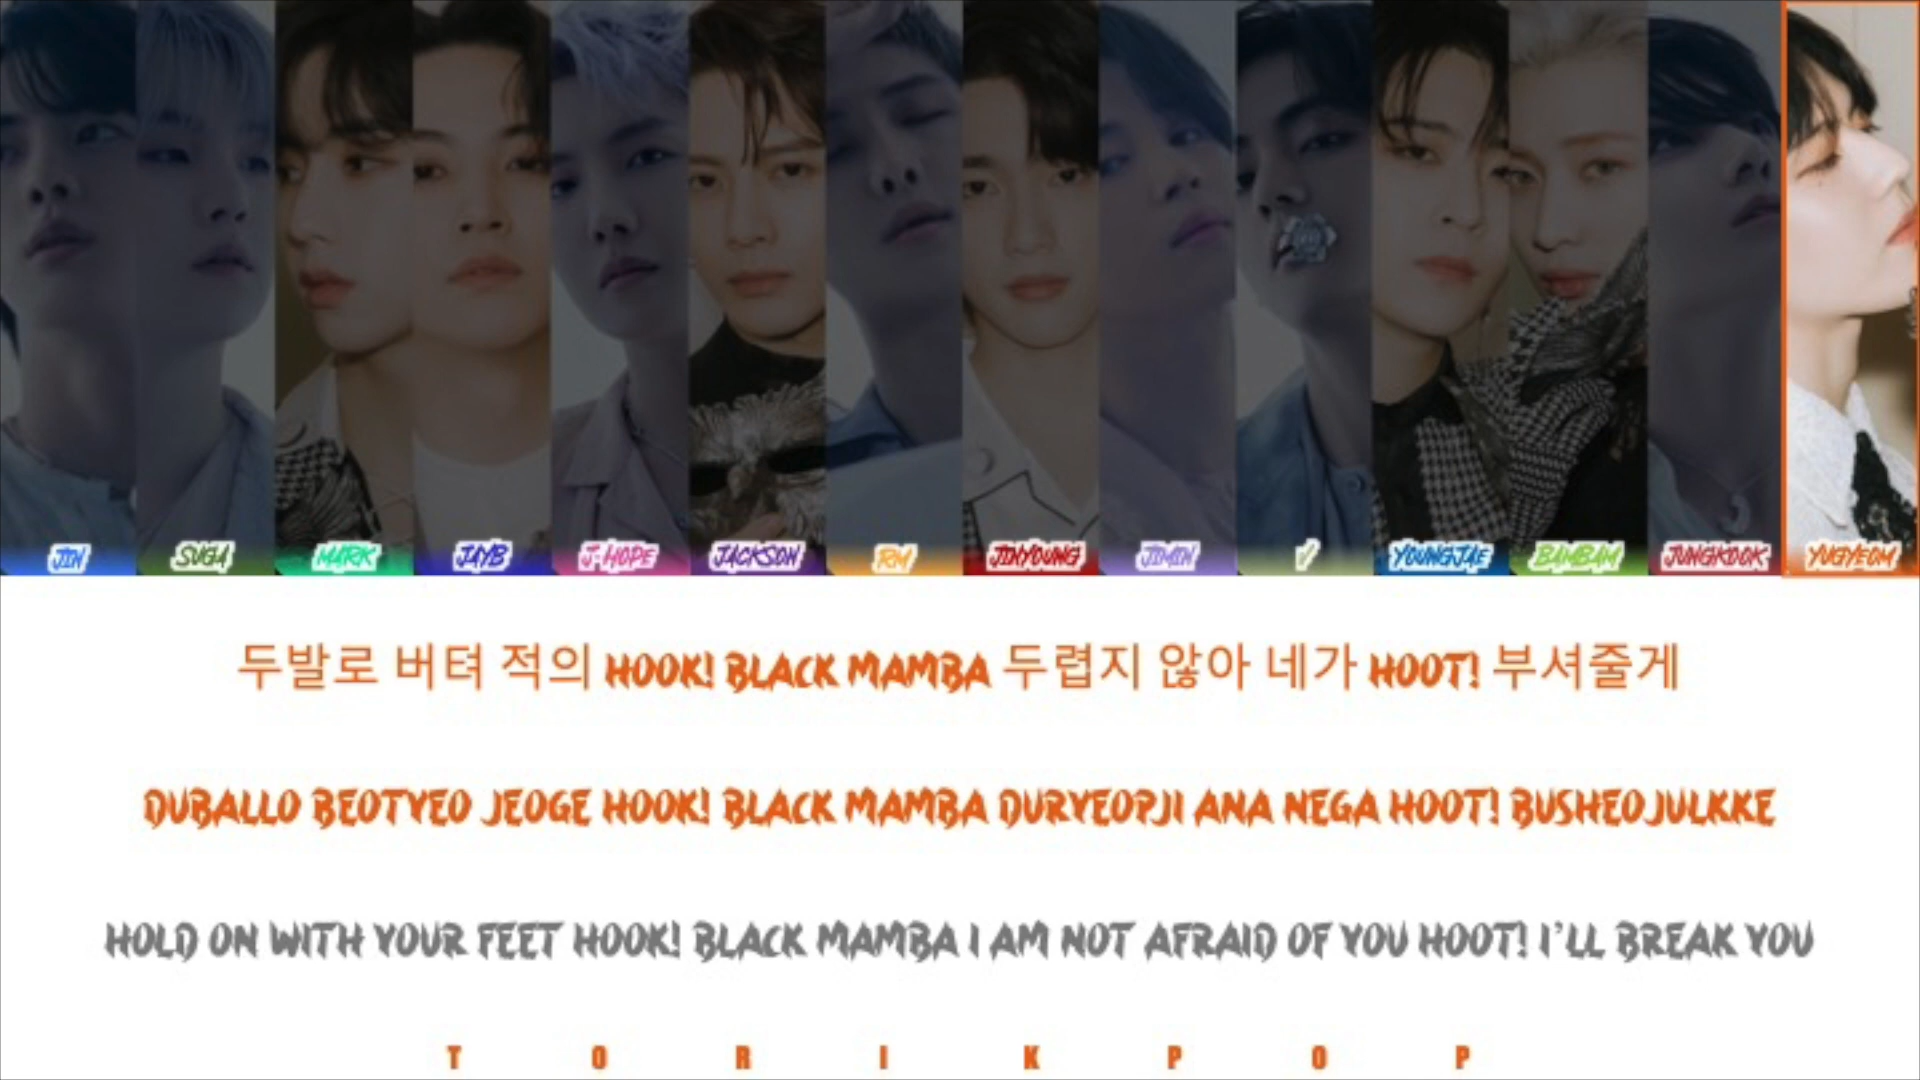 JIN SUGA MARK JAYB J-HOPE JACKSON RM JINYOUNG JIMIN V YOUNGJAE BAMBAM JUNGKOOK YUGYEOM
두발로 버텨 적의 HOOK! BLACK MAMBA 두렵지 않아 네가 HOOT! 부셔줄게
DUBALLO BEOTYEO JEOGE HOOK! BLACK MAMBA DURYEOPJI ANA NEGA HOOT! BUSHEOJULKKE
HOLD ON WITH YOUR FEET HOOK! BLACK MAMBA I AM NOT AFRAID OF YOU HOOT! I'LL BREAK YOU
T O R I K P O P